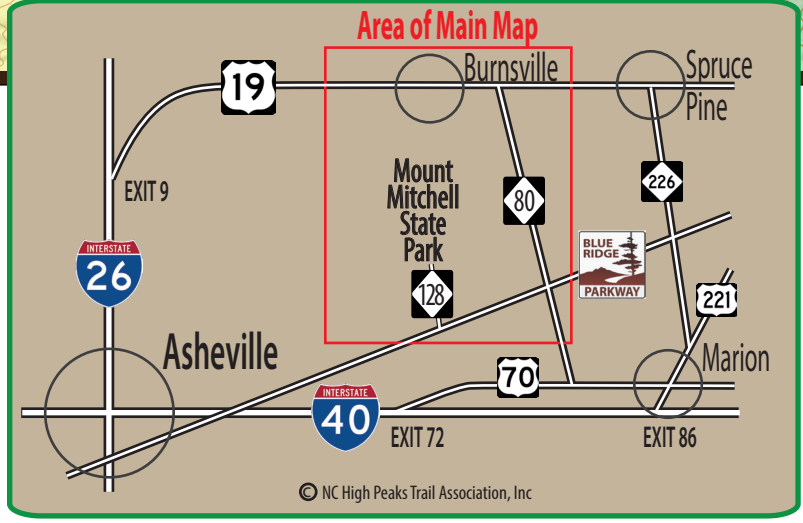 Area of Main Map
Burnsville
Spruce
Pine
19
EXIT 9
Mount
Mitchell
State
Park
80
226
BLUE
RIDGE
PARKWAY
INTERSTATE
26
128
221
Asheville
Marion
70
INTERSTATE
40
EXIT 72
EXIT 86
© NC High Peaks Trail Association, Inc